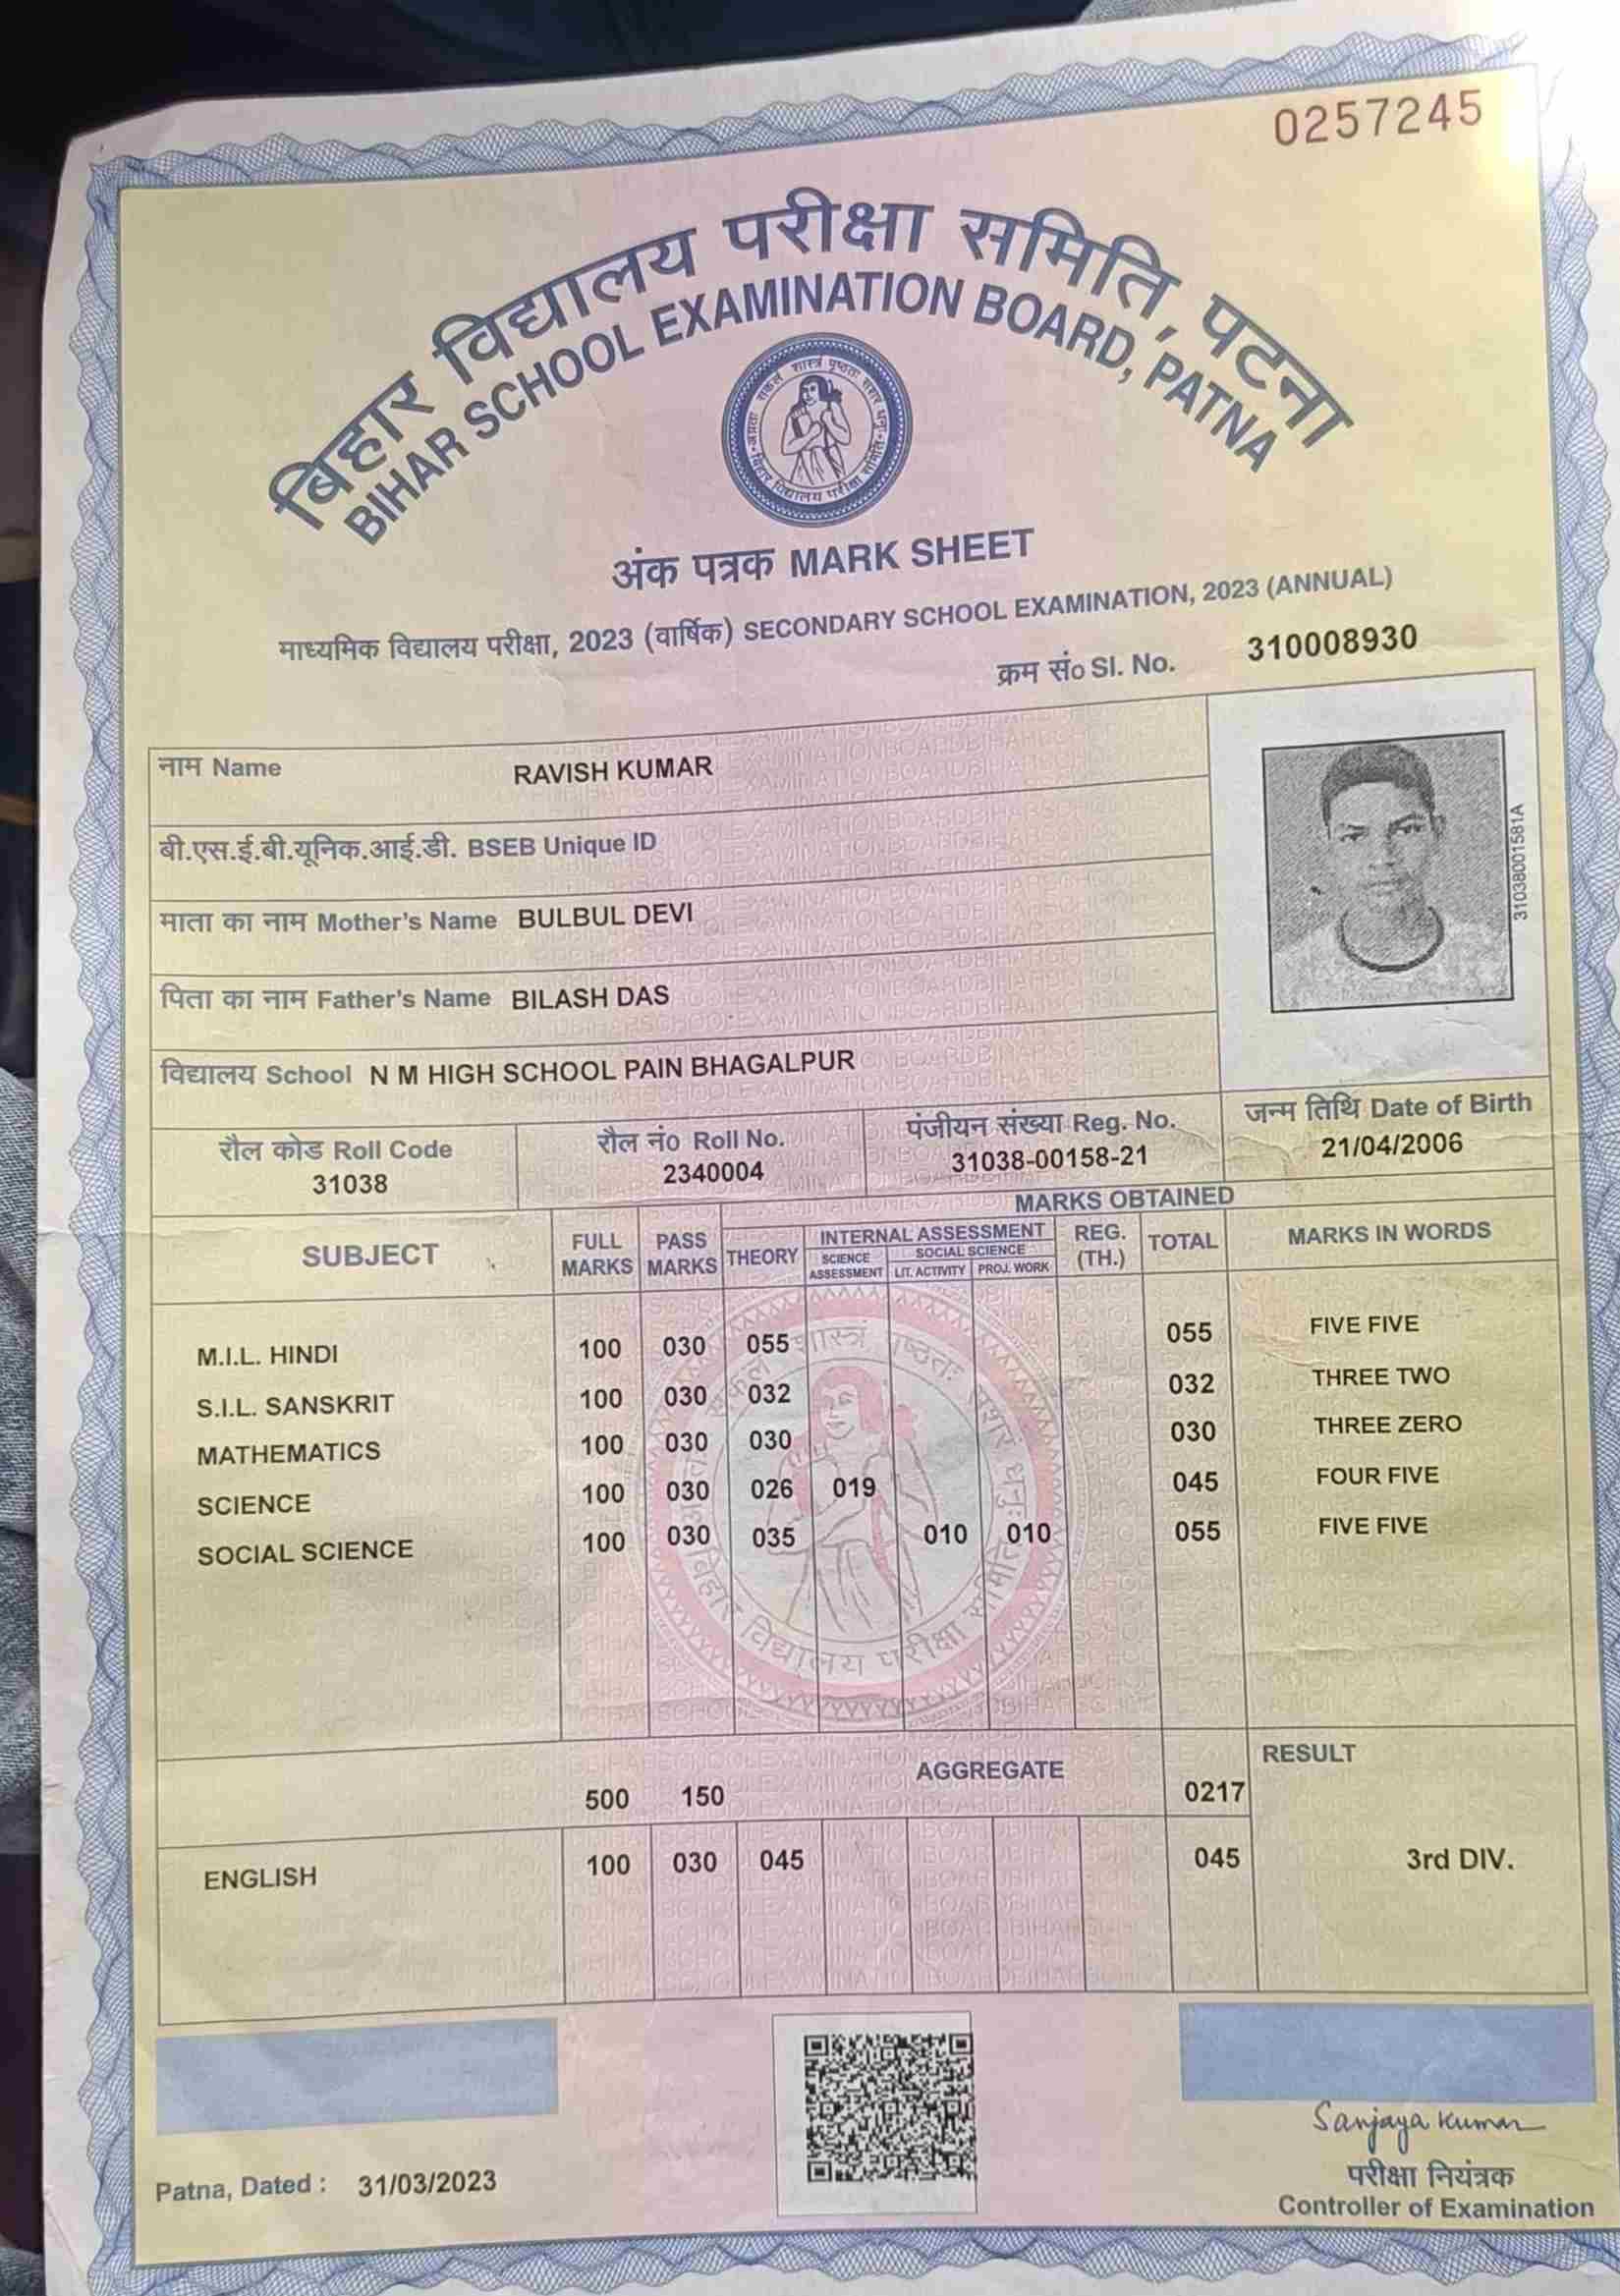 0257245
बिहार विद्यालय परीक्षा समिति, पटना
BIHAR SCHOOL EXAMINATION BOARD, PATNA
अंक पत्रक MARK SHEET
माध्यमिक विद्यालय परीक्षा, 2023 (वार्षिक) SECONDARY SCHOOL EXAMINATION, 2023 (ANNUAL)
क्रम सं० Sl. No. 310008930
नाम Name RAVISH KUMAR
बी.एस.ई.बी.यूनिक.आई.डी. BSEB Unique ID
माता का नाम Mother's Name BULBUL DEVI
पिता का नाम Father's Name BILASH DAS
विद्यालय School N M HIGH SCHOOL PAIN BHAGALPUR
310380015​81A
रौल कोड Roll Code रौल नं० Roll No. पंजीयन संख्या Reg. No. जन्म तिथि Date of Birth
31038 2340004 31038-00158-21 21/04/2006
MARKS OBTAINED
SUBJECT FULL MARKS PASS MARKS THEORY INTERNAL ASSESSMENT SCIENCE ASSESSMENT SOCIAL SCIENCE LIT. ACTIVITY PROJ. WORK REG. (TH.) TOTAL MARKS IN WORDS
M.I.L. HINDI 100 030 055 055 FIVE FIVE
S.I.L. SANSKRIT 100 030 032 032 THREE TWO
MATHEMATICS 100 030 030 030 THREE ZERO
SCIENCE 100 030 026 019 045 FOUR FIVE
SOCIAL SCIENCE 100 030 035 010 010 055 FIVE FIVE
AGGREGATE RESULT
500 150 0217
ENGLISH 100 030 045 045 3rd DIV.
Sanjaya Kumar
परीक्षा नियंत्रक
Patna, Dated : 31/03/2023
Controller of Examination